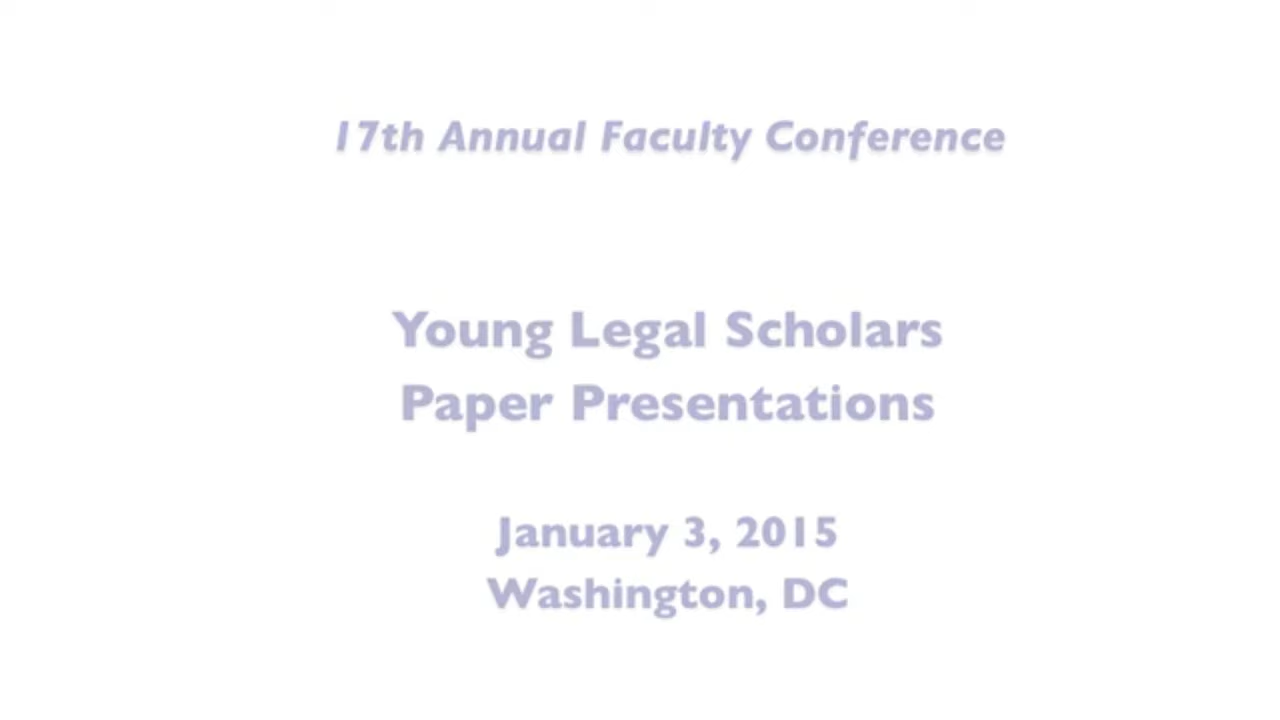 17th Annual Faculty Conference
Young Legal Scholars
Paper Presentations
January 3, 2015
Washington, DC